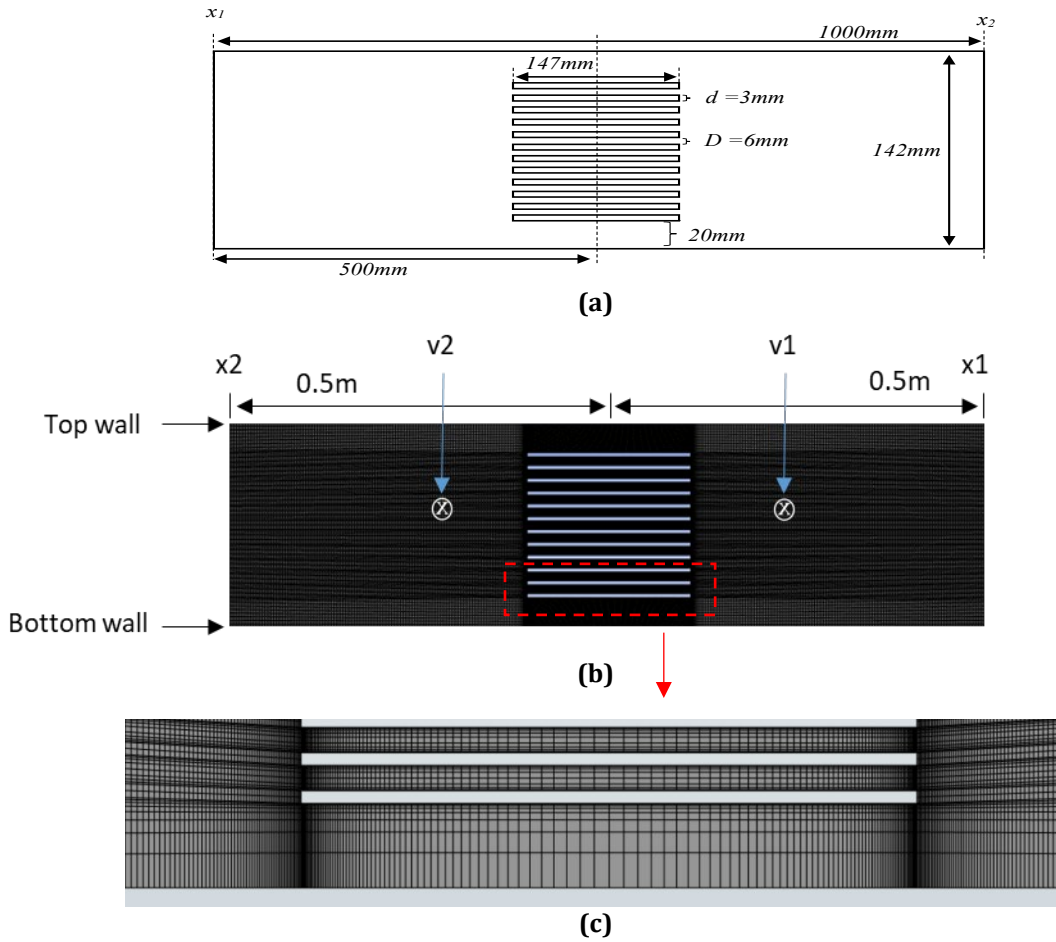 x1 x2
1000mm
147mm
d =3mm
D =6mm
142mm
20mm
500mm
(a)
v2 v1
x2 0.5m 0.5m x1
Top wall
X X
Bottom wall
(b)
(c)